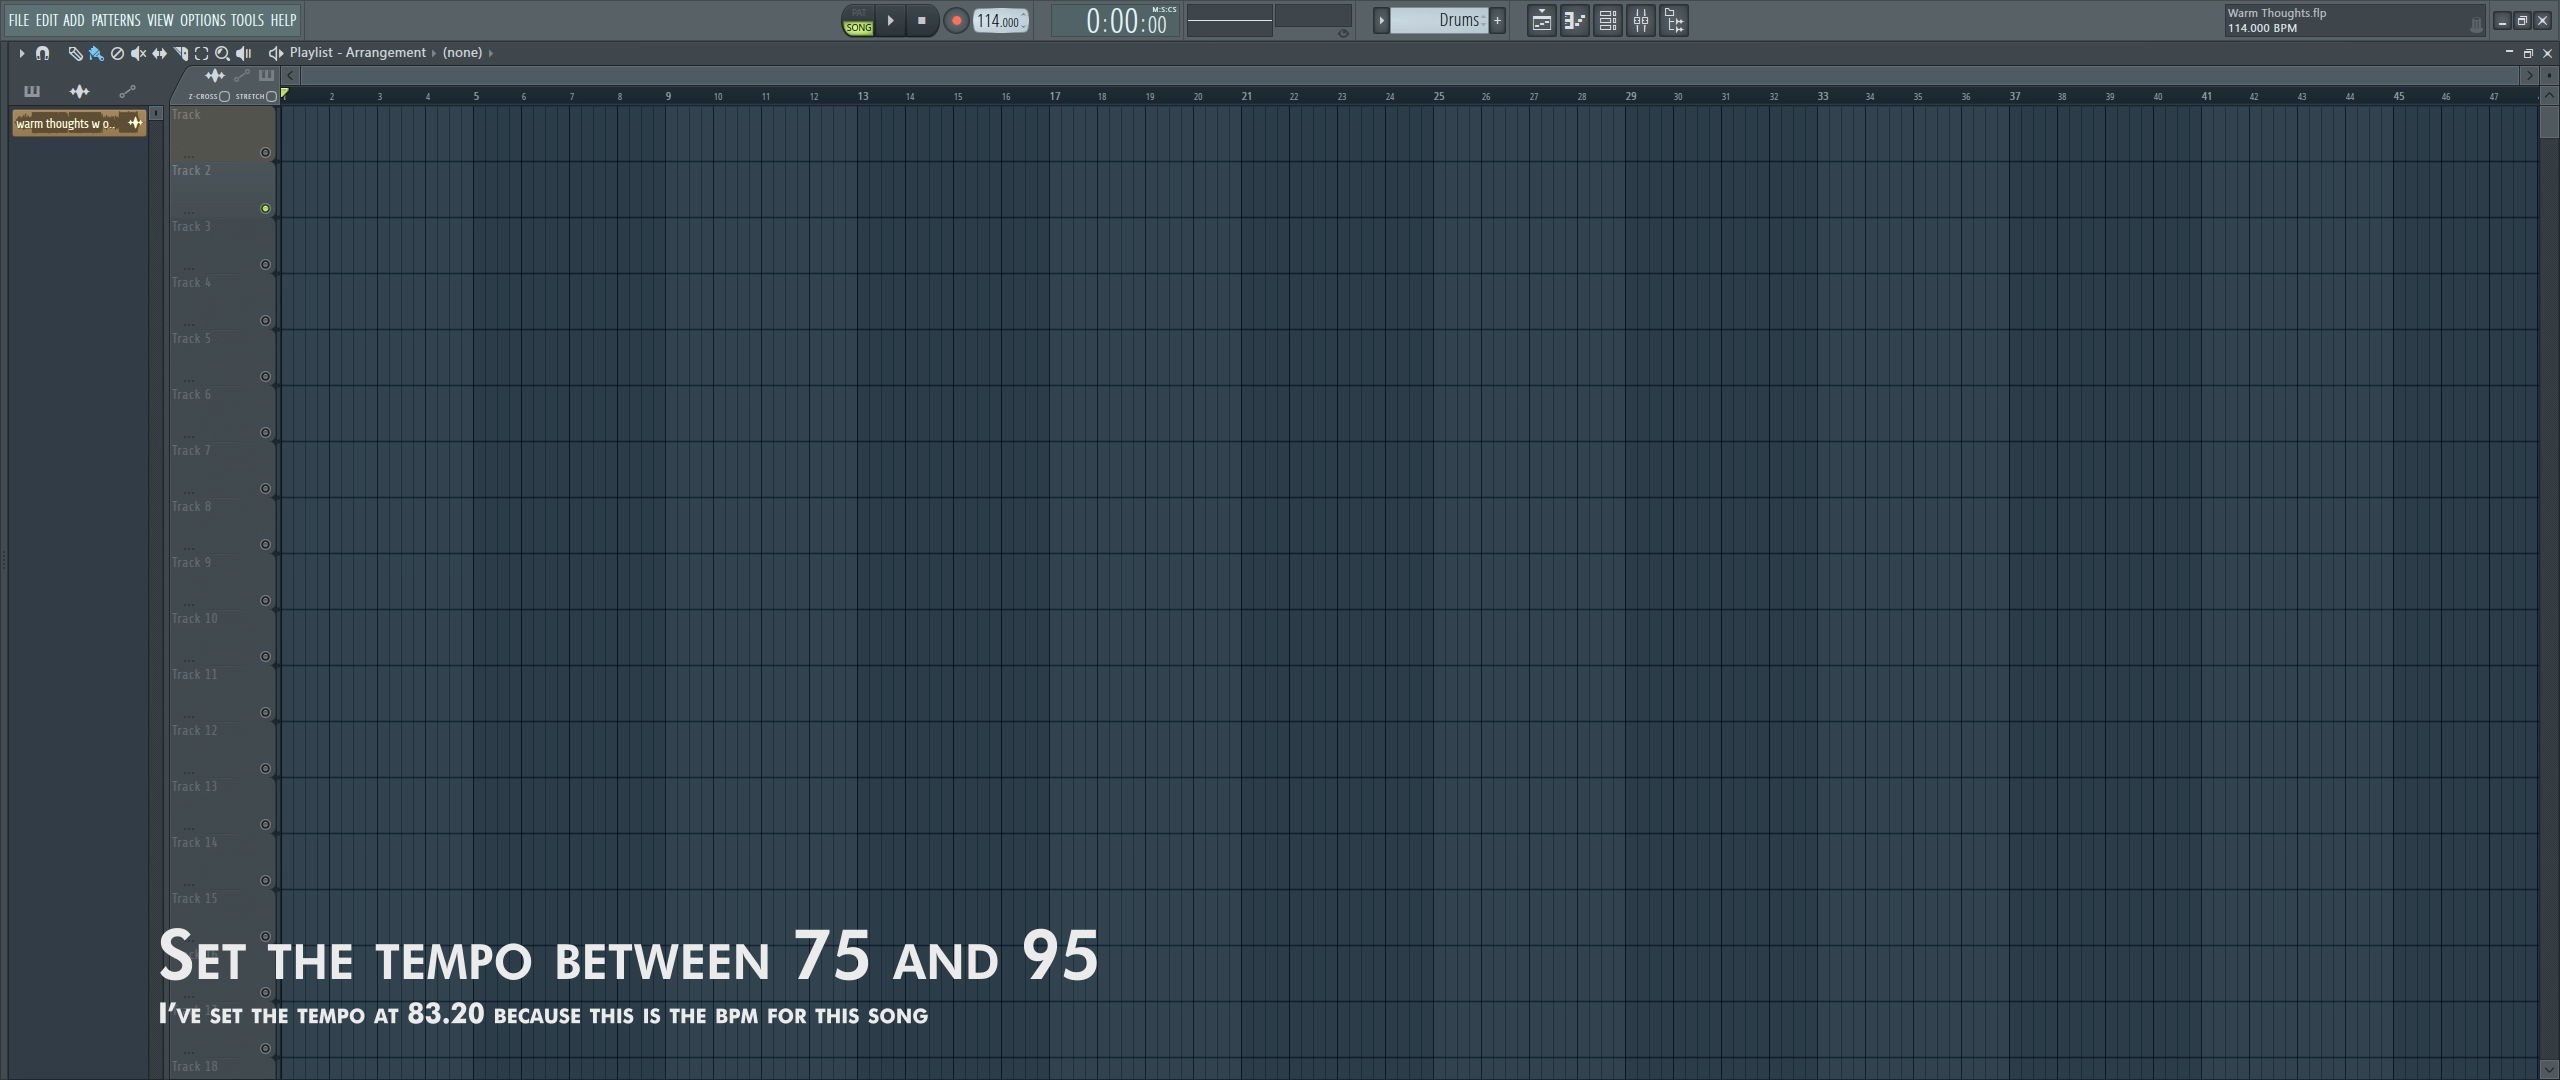 FILE EDIT ADD PATTERNS VIEW OPTIONS TOOLS HELP
PAT
SONG
114.000
0:00:00
M:S:CS
Drums
+
Warm Thoughts.flp
114.000 BPM
Playlist - Arrangement (none)
Z-CROSS STRETCH
1 2 3 4 5 6 7 8 9 10 11 12 13 14 15 16 17 18 19 20 21 22 23 24 25 26 27 28 29 30 31 32 33 34 35 36 37 38 39 40 41 42 43 44 45 46 47
warm thoughts w o...
Track
Track 2
Track 3
Track 4
Track 5
Track 6
Track 7
Track 8
Track 9
Track 10
Track 11
Track 12
Track 13
Track 14
Track 15
Set the tempo between 75 and 95
I've set the tempo at 83.20 because this is the bpm for this song
Track 18